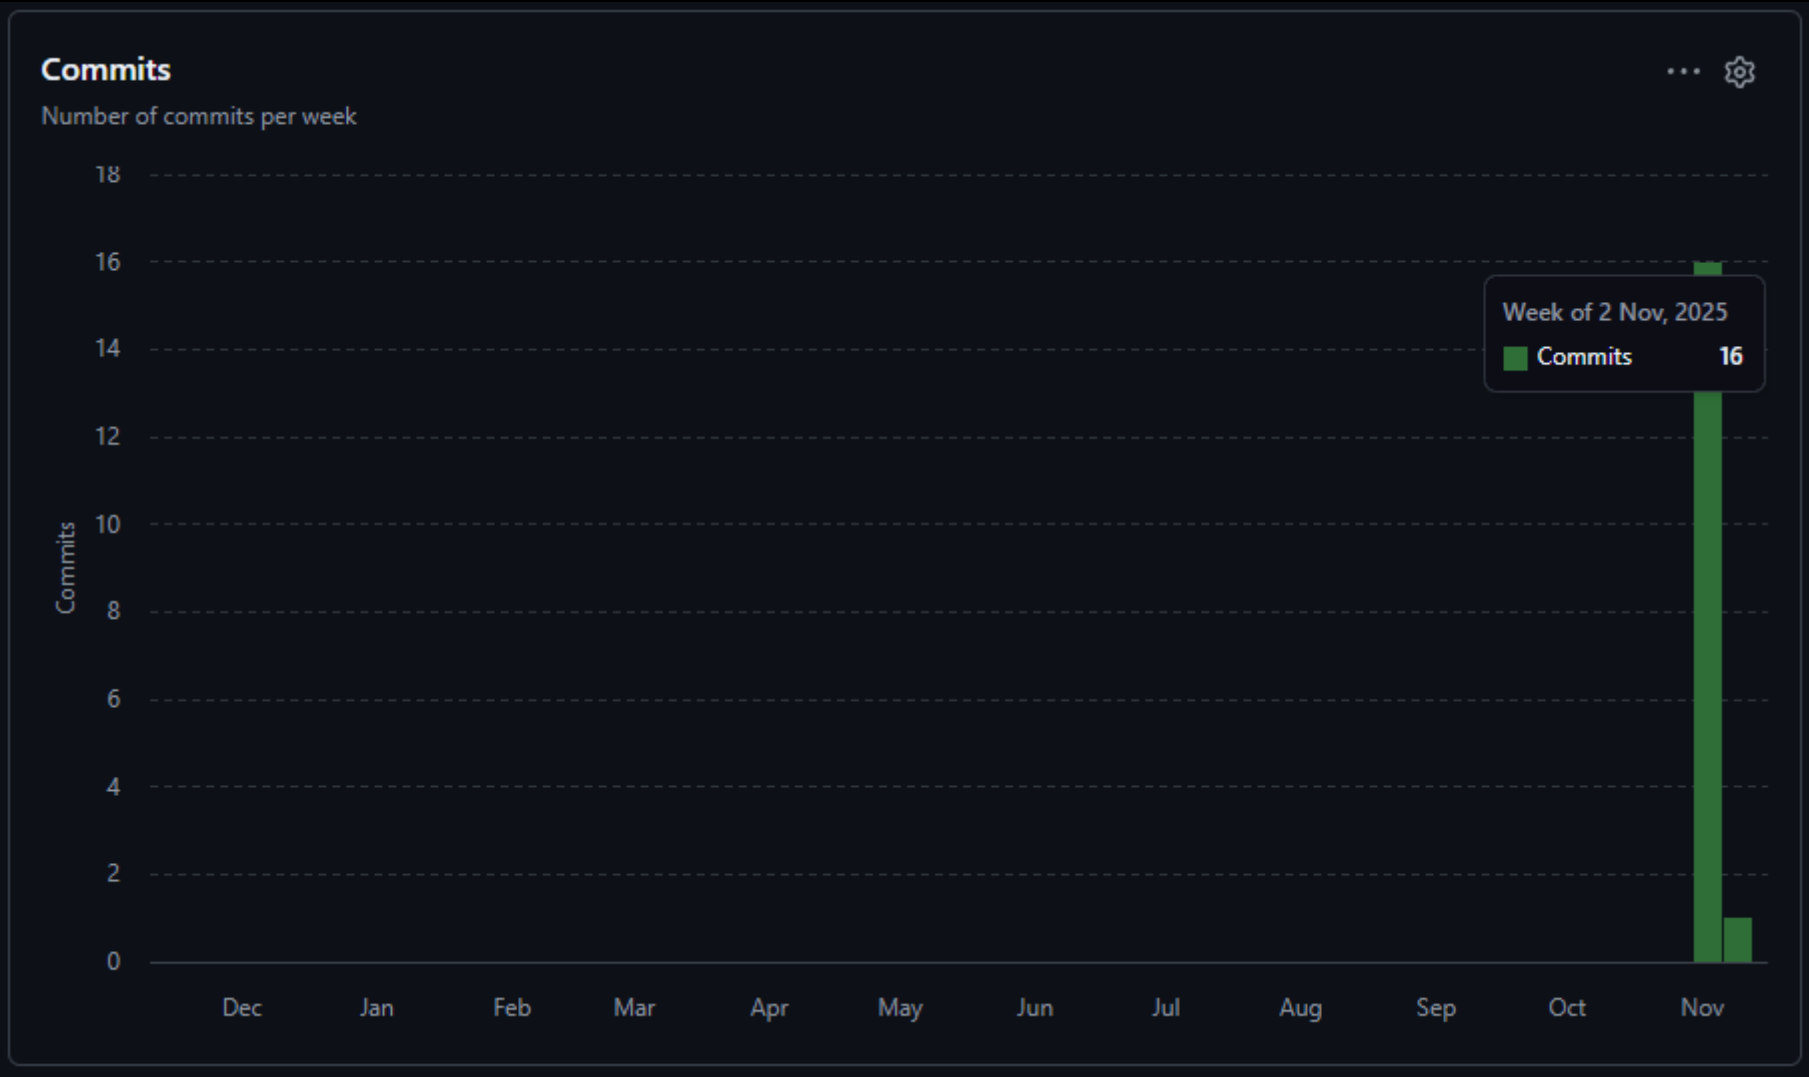 Commits
Number of commits per week
18
16
Week of 2 Nov, 2025
Commits 16
14
12
10
Commits
8
6
4
2
0
Dec Jan Feb Mar Apr May Jun Jul Aug Sep Oct Nov